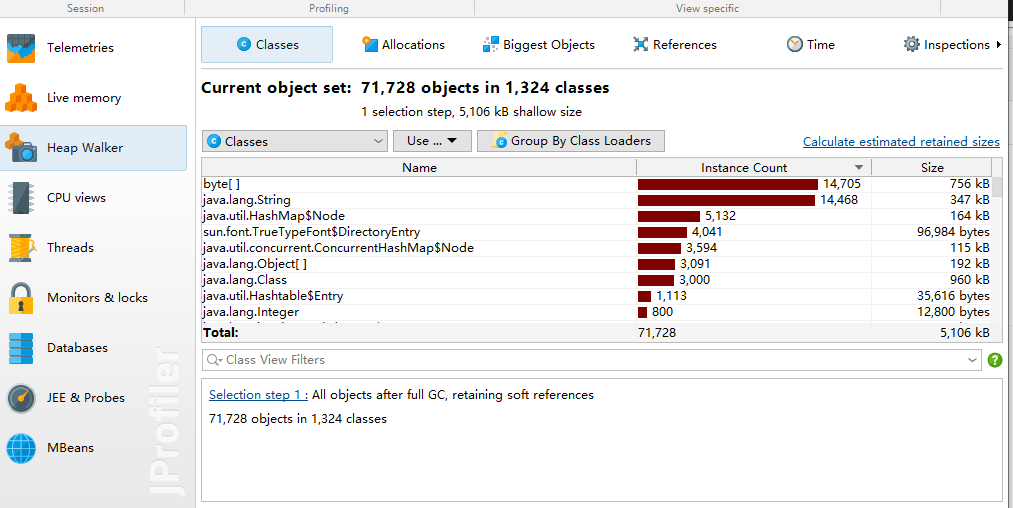 Session Profiling View specific
Telemetries
Live memory
Heap Walker
CPU views
Threads
Monitors & locks
Databases
JEE & Probes
MBeans
JProfiler
Classes Allocations Biggest Objects References Time Inspections
Current object set: 71,728 objects in 1,324 classes
1 selection step, 5,106 kB shallow size
Classes Use ... Group By Class Loaders Calculate estimated retained sizes
Name Instance Count Size
byte[ ] 14,705 756 kB
java.lang.String 14,468 347 kB
java.util.HashMap$Node 5,132 164 kB
sun.font.TrueTypeFont$DirectoryEntry 4,041 96,984 bytes
java.util.concurrent.ConcurrentHashMap$Node 3,594 115 kB
java.lang.Object[ ] 3,091 192 kB
java.lang.Class 3,000 960 kB
java.util.Hashtable$Entry 1,113 35,616 bytes
java.lang.Integer 800 12,800 bytes
Total: 71,728 5,106 kB
Class View Filters
Selection step 1 : All objects after full GC, retaining soft references
71,728 objects in 1,324 classes